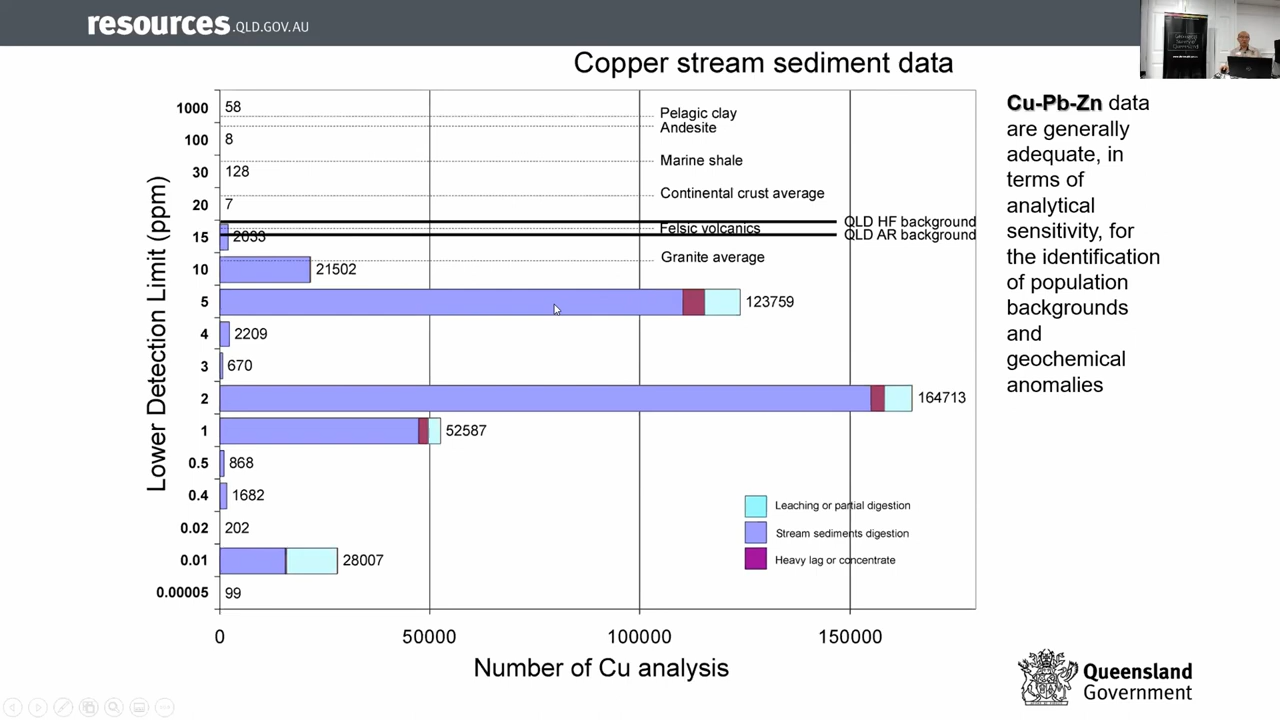 resources.QLD.GOV.AU
Copper stream sediment data
Lower Detection Limit (ppm)
1000 58
100 8
30 128
20 7
15 2033
10 21502
5 123759
4 2209
3 670
2 164713
1 52587
0.5 868
0.4 1682
0.02 202
0.01 28007
0.00005 99
Pelagic clay
Andesite
Marine shale
Continental crust average
QLD HF background
Felsic volcanics
QLD AR background
Granite average
Leaching or partial digestion
Stream sediments digestion
Heavy lag or concentrate
0 50000 100000 150000
Number of Cu analysis
Cu-Pb-Zn data
are generally
adequate, in
terms of
analytical
sensitivity, for
the identification
of population
backgrounds
and
geochemical
anomalies
Queensland
Government